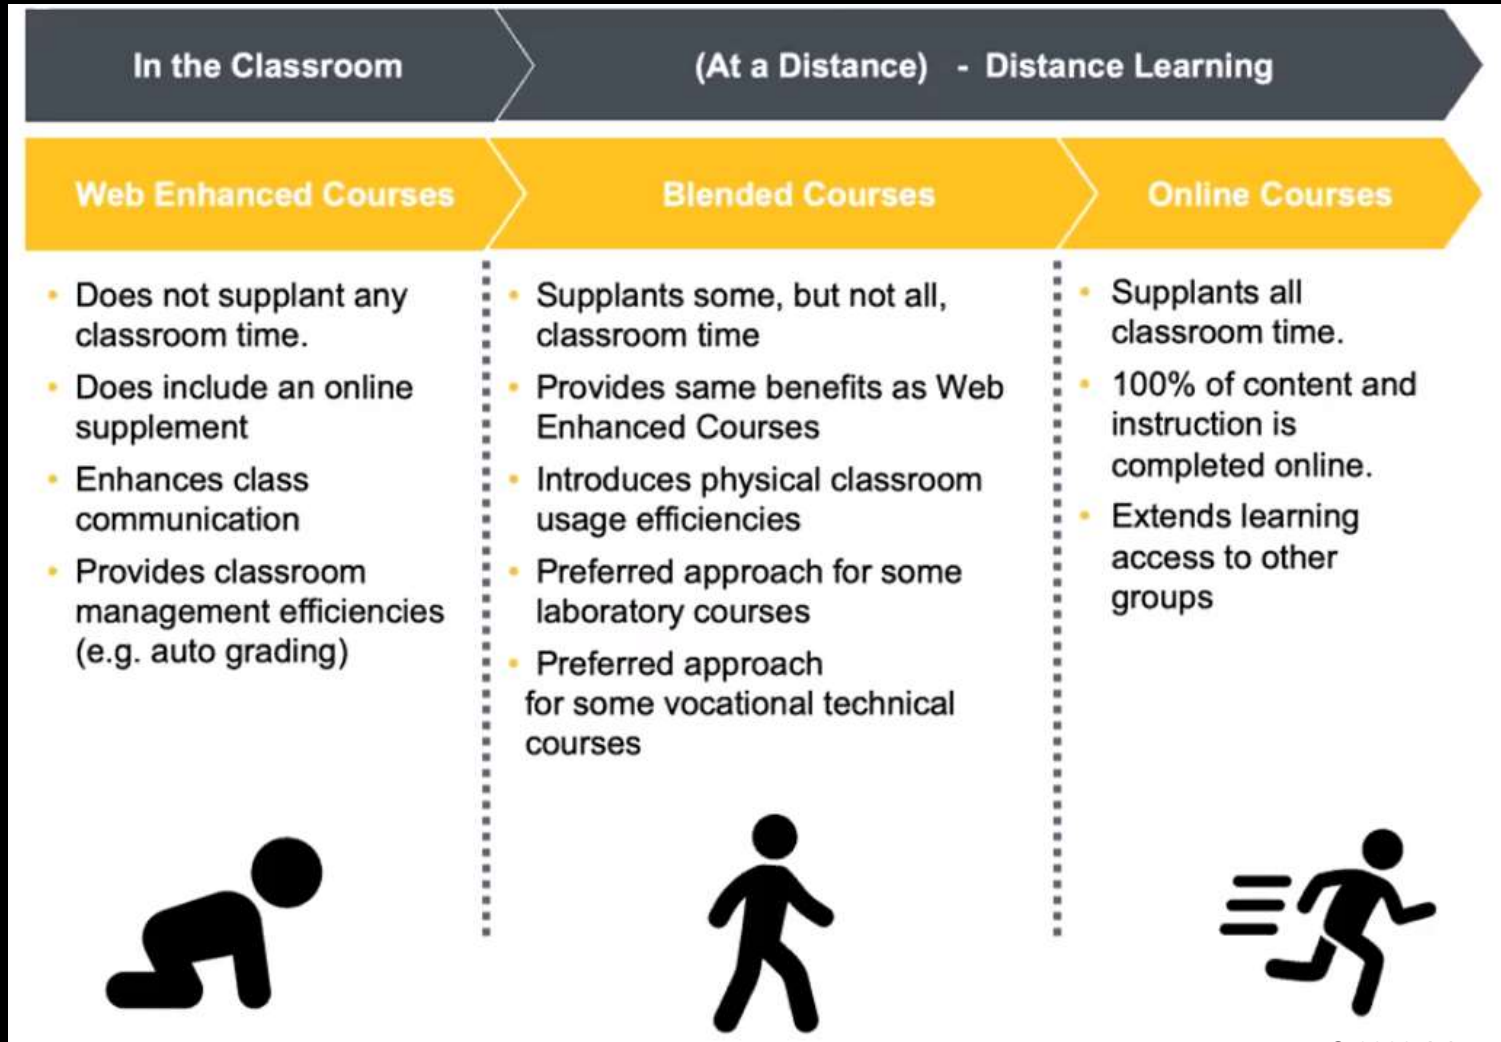 In the Classroom
(At a Distance) - Distance Learning
Web Enhanced Courses
Blended Courses
Online Courses
• Does not supplant any
classroom time.
• Does include an online
supplement
• Enhances class
communication
• Provides classroom
management efficiencies
(e.g. auto grading)
• Supplants some, but not all,
classroom time
• Provides same benefits as Web
Enhanced Courses
• Introduces physical classroom
usage efficiencies
• Preferred approach for some
laboratory courses
• Preferred approach
for some vocational technical
courses
• Supplants all
classroom time.
• 100% of content and
instruction is
completed online.
• Extends learning
access to other
groups